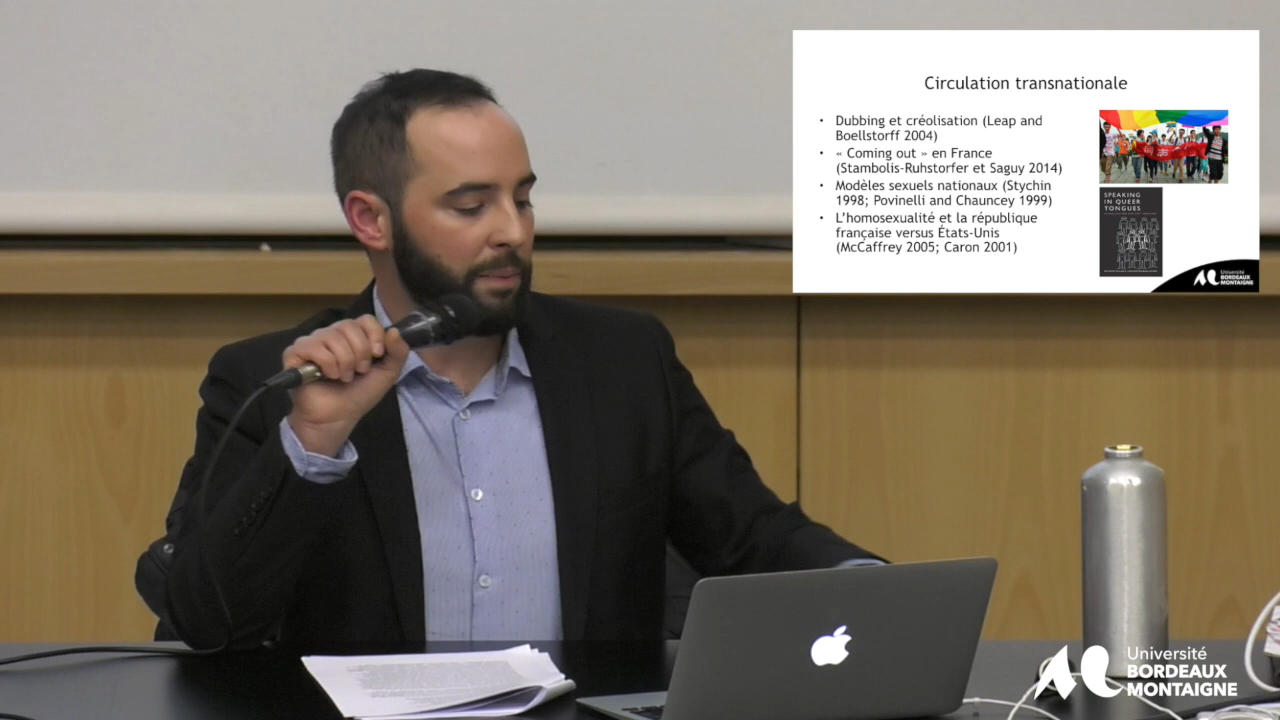 Circulation transnationale
• Dubbing et créolisation (Leap and
Boellstorff 2004)
• « Coming out » en France
(Stambolis-Ruhstorfer et Saguy 2014)
• Modèles sexuels nationaux (Stychin
1998; Povinelli and Chauncey 1999)
• L'homosexualité et la république
française versus États-Unis
(McCaffrey 2005; Caron 2001)
SPEAKING
IN QUEER
TONGUES
Université
BORDEAUX
MONTAIGNE
Université
BORDEAUX
MONTAIGNE